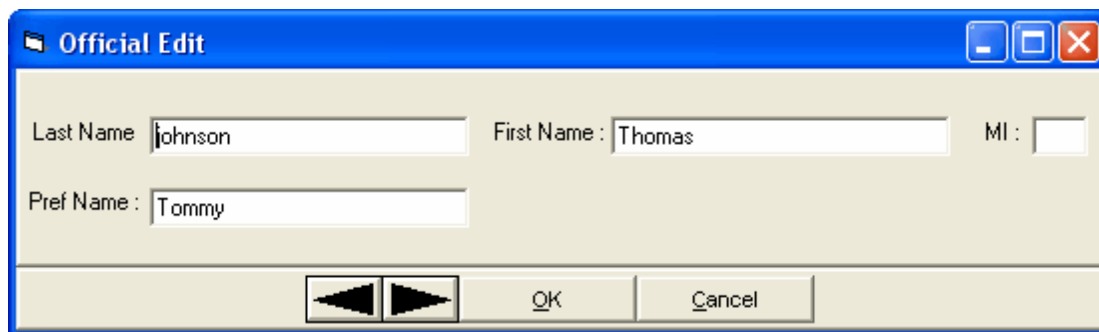 Official Edit
Last Name johnson First Name : Thomas MI :
Pref Name : Tommy
OK Cancel